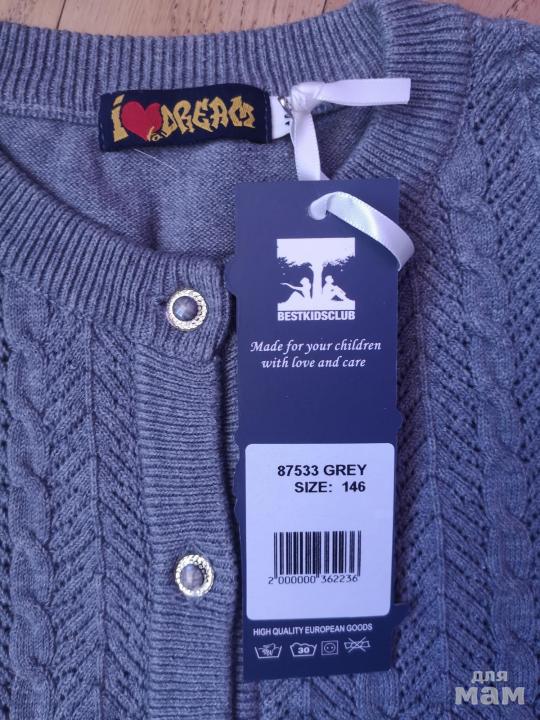 i ❤ a DREAM
BESTKIDSCLUB
Made for your children
with love and care
87533 GREY
SIZE: 146
2 000000 362236
HIGH QUALITY EUROPEAN GOODS
30
для
мам